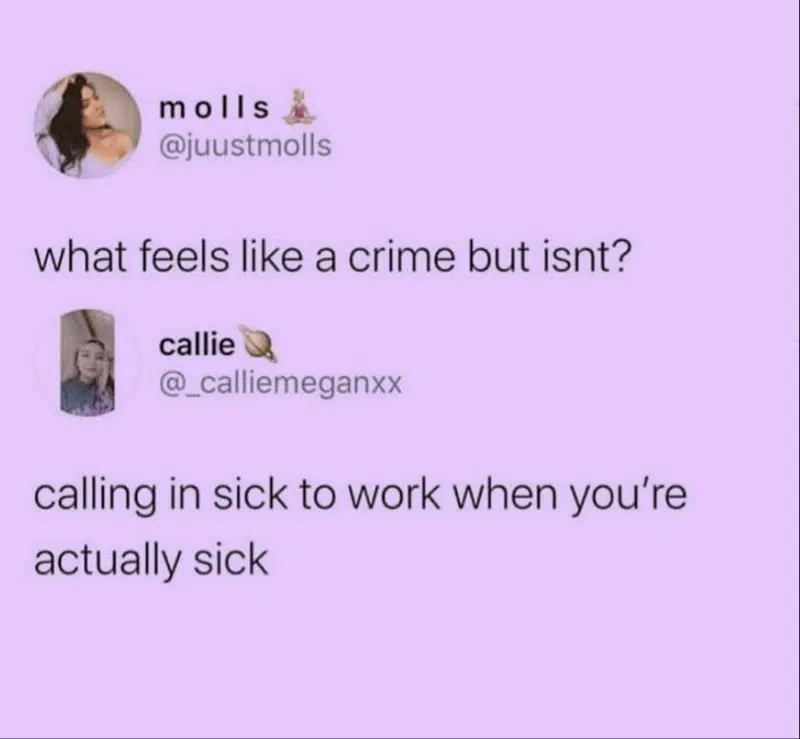 molls
@juustmolls
what feels like a crime but isnt?
callie 🪐
@_calliemeganxx
calling in sick to work when you're
actually sick